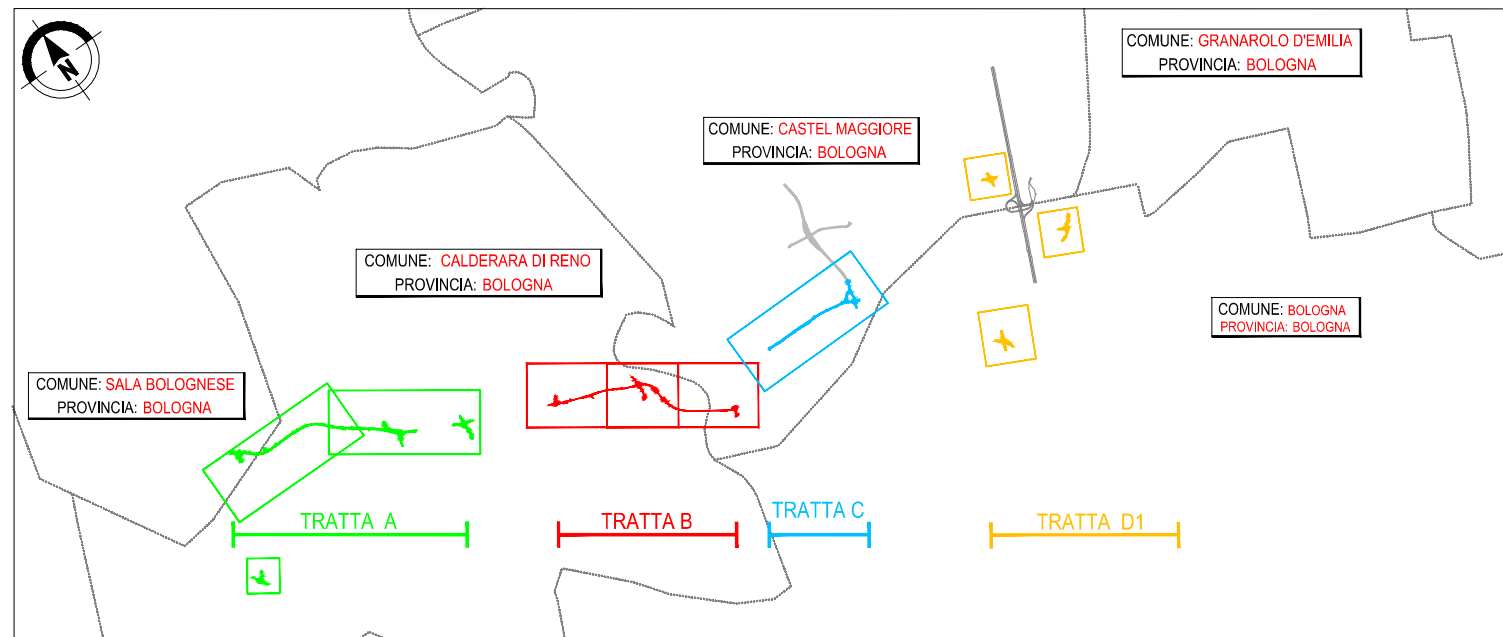 N
COMUNE: GRANAROLO D'EMILIA
PROVINCIA: BOLOGNA
COMUNE: CASTEL MAGGIORE
PROVINCIA: BOLOGNA
COMUNE: CALDERARA DI RENO
PROVINCIA: BOLOGNA
COMUNE: BOLOGNA
PROVINCIA: BOLOGNA
COMUNE: SALA BOLOGNESE
PROVINCIA: BOLOGNA
TRATTA A
TRATTA B
TRATTA C
TRATTA D1